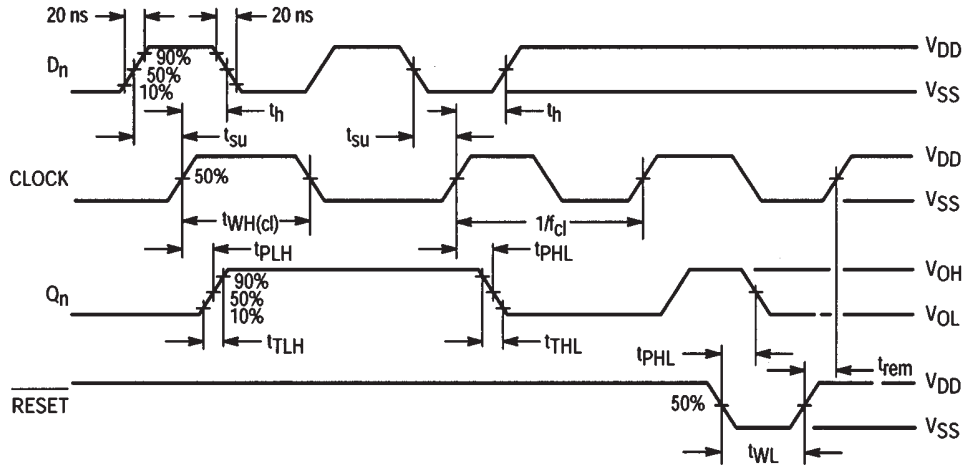 20 ns 20 ns
Dn 90% VDD
50%
10% VSS
th th
tsu tsu
CLOCK 50% VDD
VSS
tWH(cl) 1/fcl
tPLH tPHL
Qn 90% VOH
50%
10% VOL
tTLH tTHL
tPHL trem
RESET VDD
50%
VSS
tWL